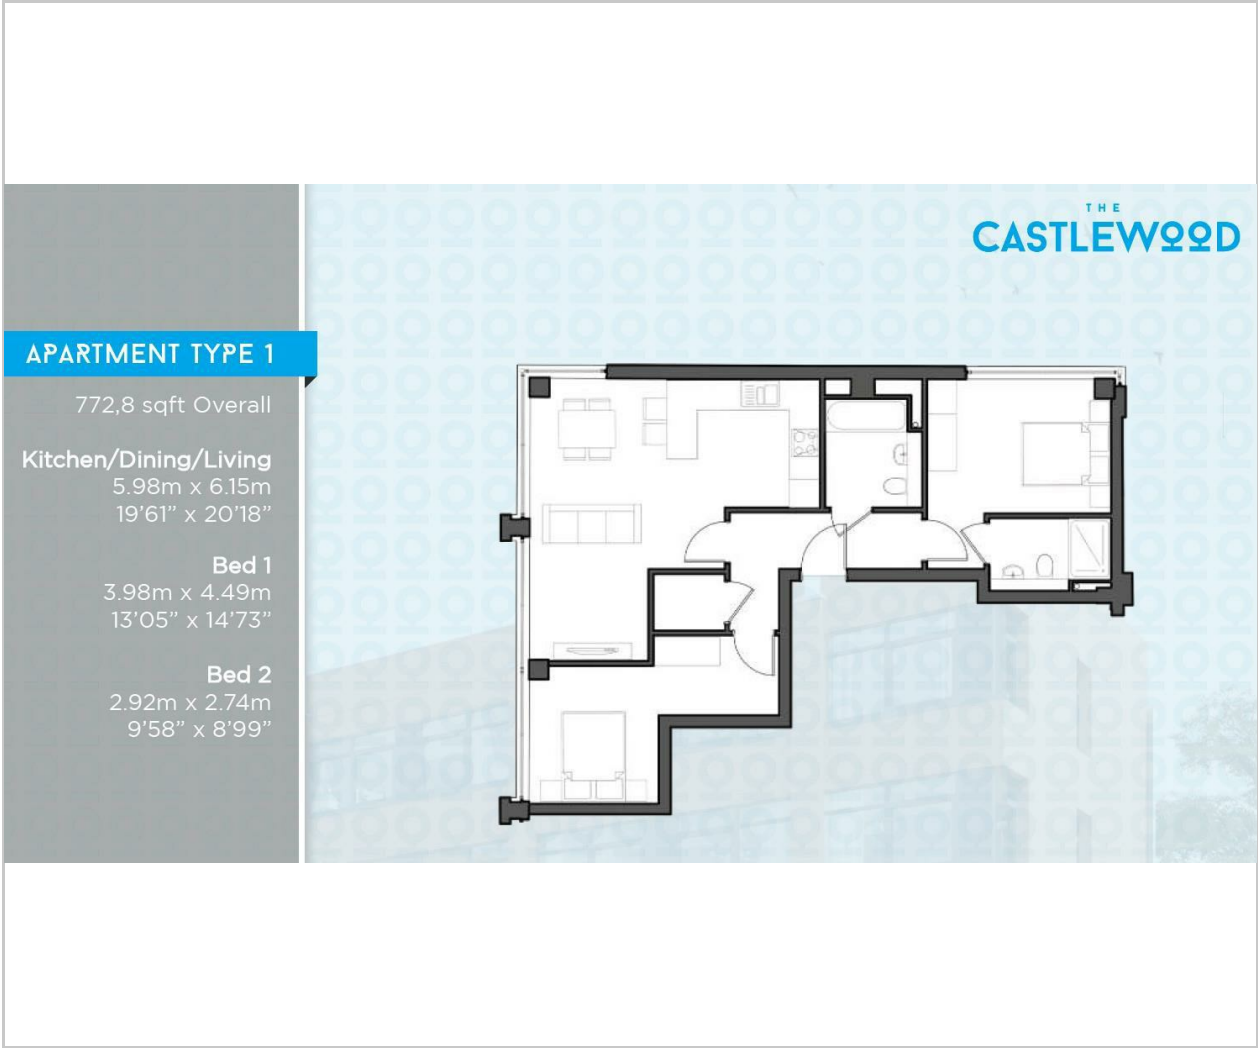 THE
CASTLEWOOD
APARTMENT TYPE 1
772,8 sqft Overall
Kitchen/Dining/Living
5.98m x 6.15m
19'61” x 20'18”
Bed 1
3.98m x 4.49m
13'05” x 14'73”
Bed 2
2.92m x 2.74m
9'58” x 8'99”